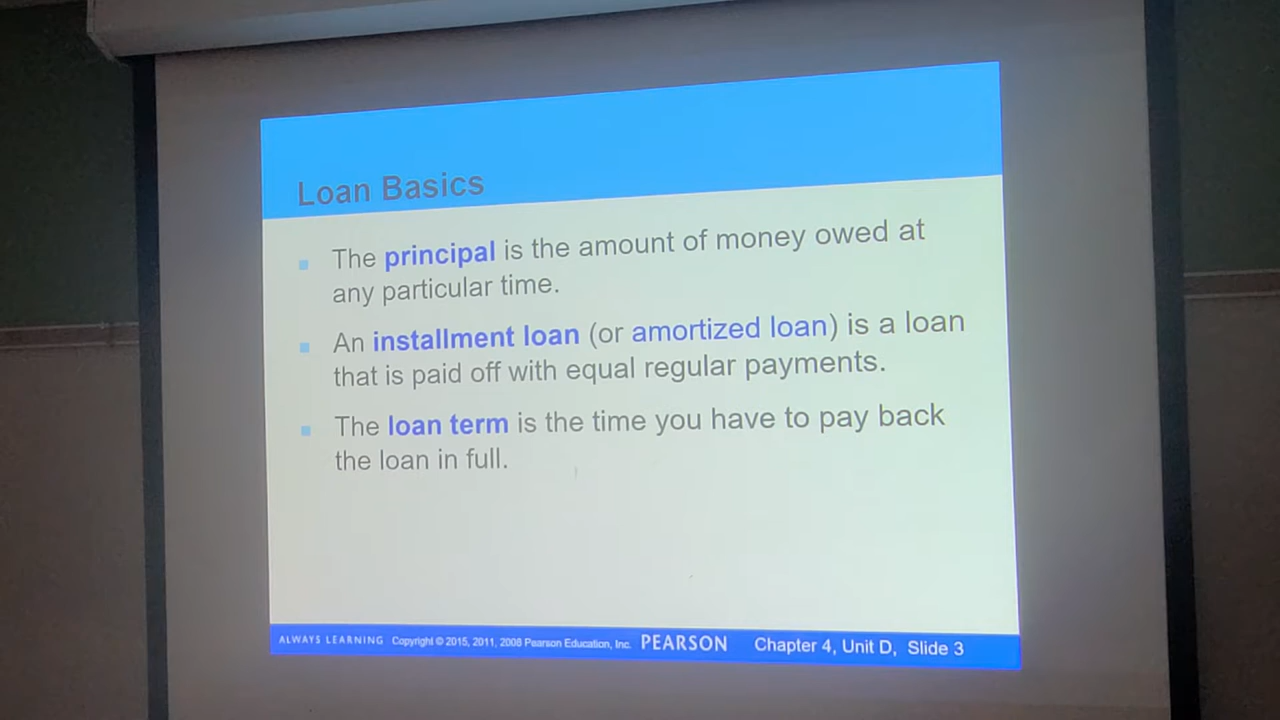 Loan Basics
The principal is the amount of money owed at
any particular time.
An installment loan (or amortized loan) is a loan
that is paid off with equal regular payments.
The loan term is the time you have to pay back
the loan in full.
ALWAYS LEARNING Copyright © 2015, 2011, 2008 Pearson Education, Inc. PEARSON Chapter 4, Unit D, Slide 3